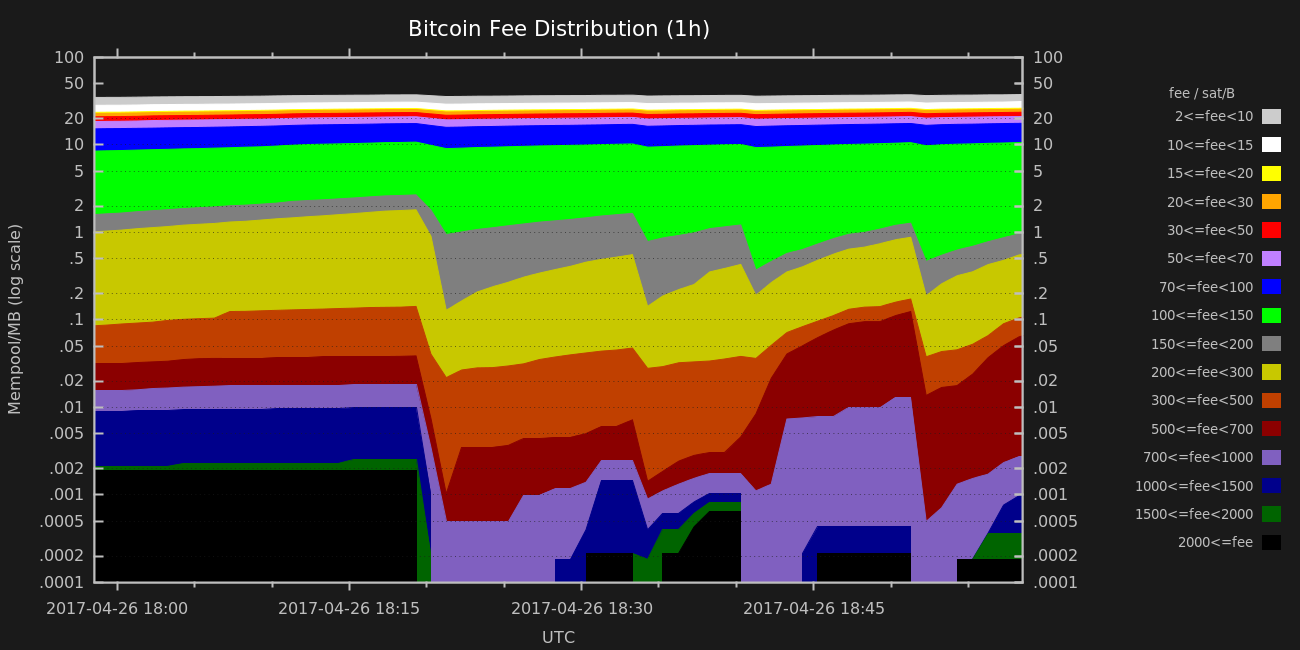 Bitcoin Fee Distribution (1h)
100
50
20
10
5
2
1
.5
.2
.1
.05
.02
.01
.005
.002
.001
.0005
.0002
.0001
Mempool/MB (log scale)
100
50
20
10
5
2
1
.5
.2
.1
.05
.02
.01
.005
.002
.001
.0005
.0002
.0001
2017-04-26 18:00 2017-04-26 18:15 2017-04-26 18:30 2017-04-26 18:45
UTC
fee / sat/B
2<=fee<10
10<=fee<15
15<=fee<20
20<=fee<30
30<=fee<50
50<=fee<70
70<=fee<100
100<=fee<150
150<=fee<200
200<=fee<300
300<=fee<500
500<=fee<700
700<=fee<1000
1000<=fee<1500
1500<=fee<2000
2000<=fee